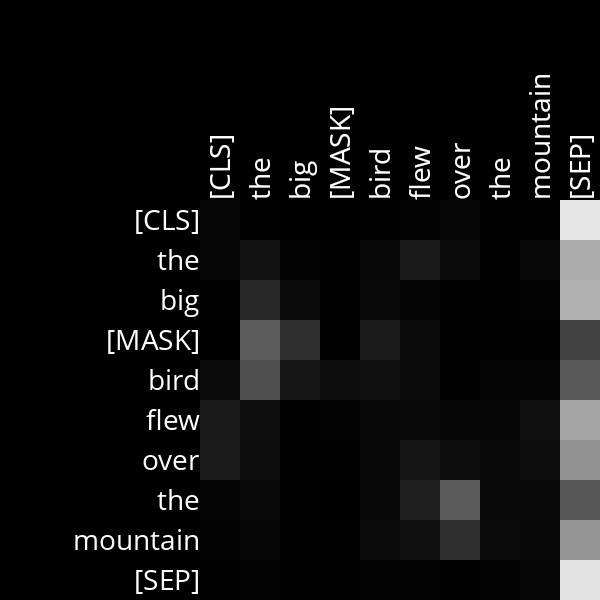 [CLS] the big [MASK] bird flew over the mountain [SEP]
[CLS]
the
big
[MASK]
bird
flew
over
the
mountain
[SEP]